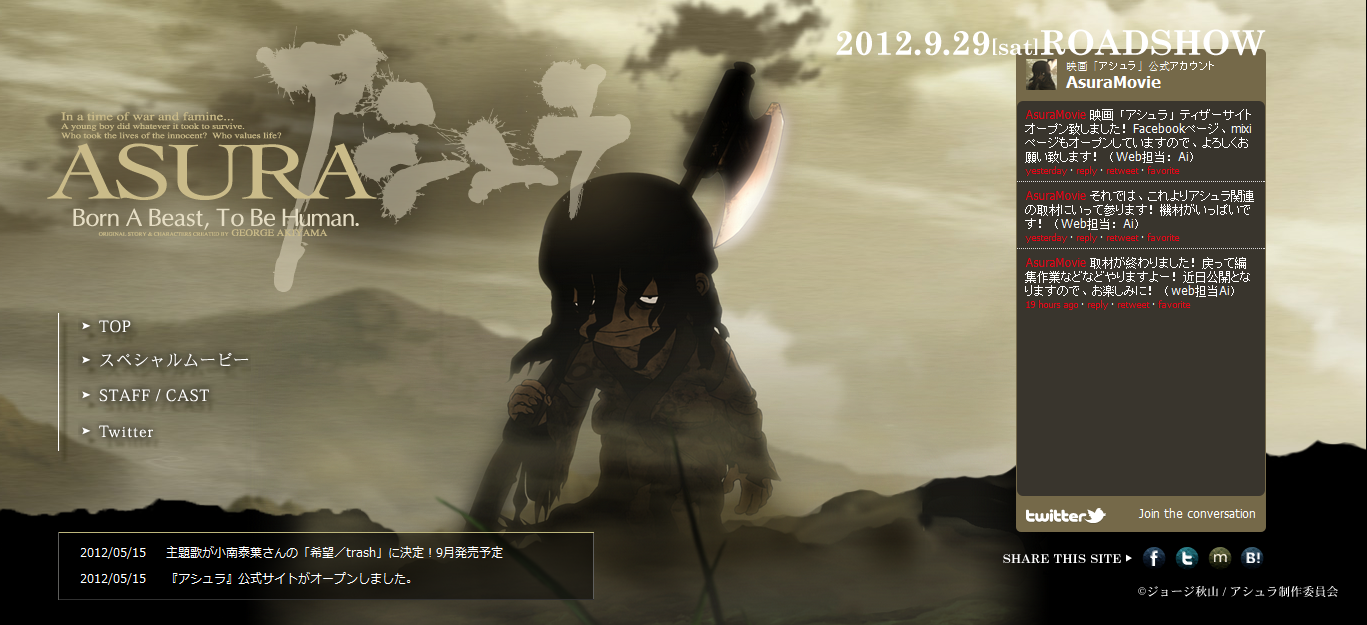 2012.9.29[sat]ROADSHOW
アシュラ
In a time of war and famine...
A young boy did whatever it took to survive.
Who took the lives of the innocent? Who values life?
ASURA
Born A Beast, To Be Human.
ORIGINAL STORY & CHARACTERS CREATED BY GEORGE AKIYAMA
TOP
スペシャルムービー
STAFF / CAST
Twitter
2012/05/15 主題歌が小南泰葉さんの「希望／trash」に決定！9月発売予定
2012/05/15 『アシュラ』公式サイトがオープンしました。
映画『アシュラ』公式アカウント
AsuraMovie
AsuraMovie 映画「アシュラ」ティザーサイト
オープン致しました！Facebookページ、mixi
ページもオープンしていますので、よろしくお
願い致します！（Web担当：Ai）
yesterday · reply · retweet · favorite
AsuraMovie それでは、これよりアシュラ関連
の取材にいって参ります！機材がいっぱいで
す！（Web担当：Ai）
yesterday · reply · retweet · favorite
AsuraMovie 取材が終わりました！戻って編
集作業などなどやりますよー！近日公開とな
りますので、お楽しみに！（web担当Ai）
19 hours ago · reply · retweet · favorite
twitter Join the conversation
SHARE THIS SITE f t m B!
©ジョージ秋山 / アシュラ制作委員会